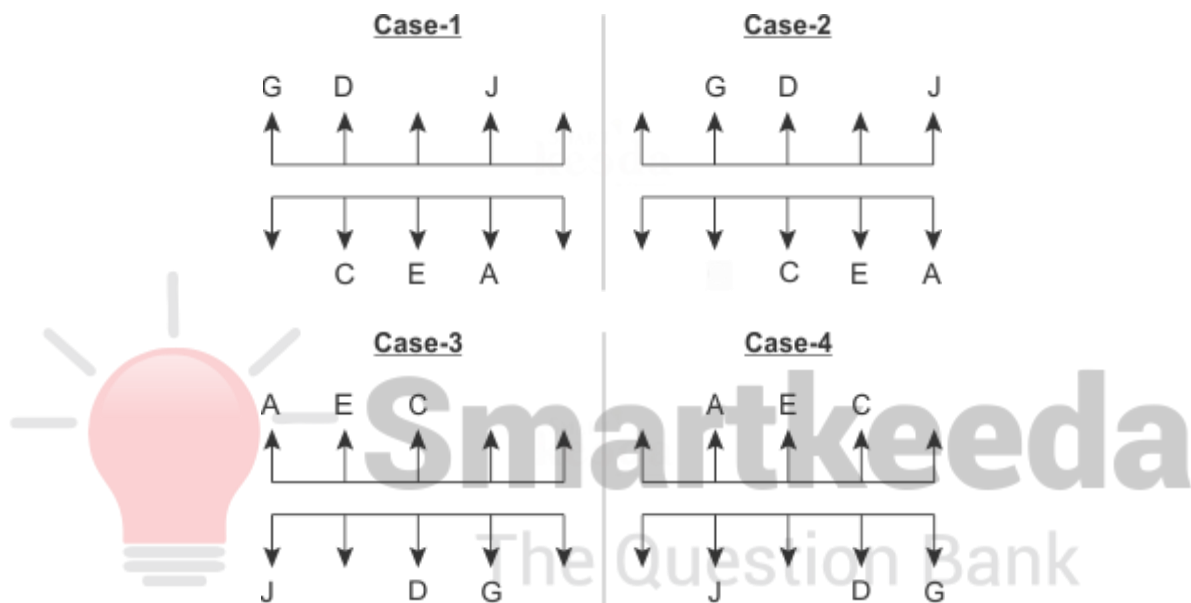 Case-1
G D J
C E A
Case-2
G D J
C E A
Case-3
A E C
J D G
Case-4
A E C
J D G
Smartkeeda
The Question Bank